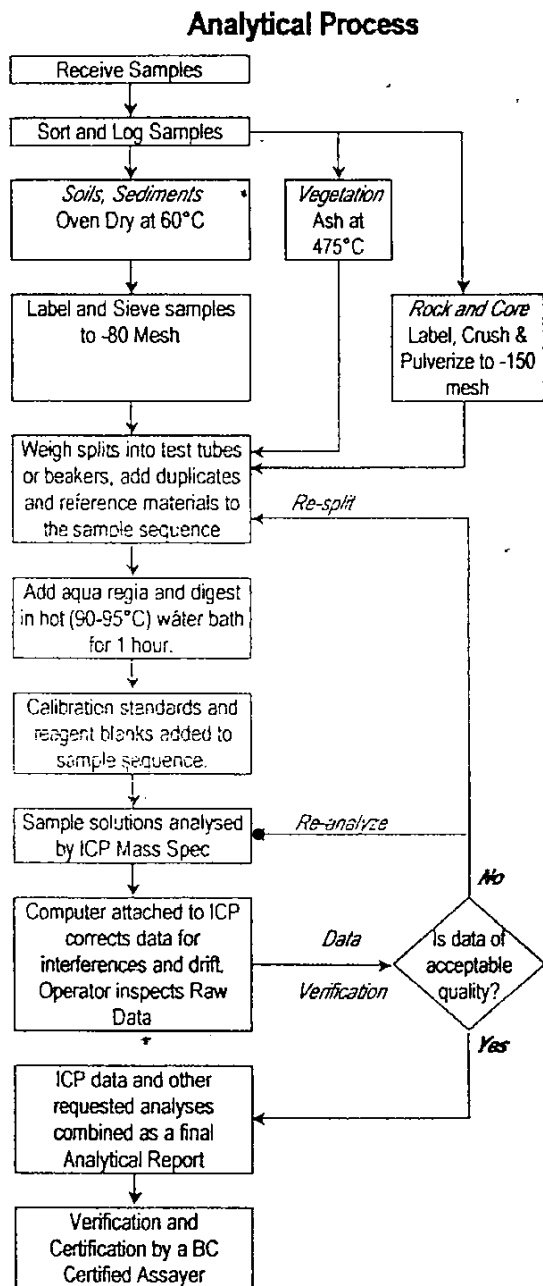 Analytical Process
Receive Samples
Sort and Log Samples
Soils, Sediments
Oven Dry at 60°C
Vegetation
Ash at
475°C
Label and Sieve samples
to -80 Mesh
Rock and Core
Label, Crush &
Pulverize to -150
mesh
Weigh splits into test tubes
or beakers, add duplicates
and reference materials to
the sample sequence
Re-split
Add aqua regia and digest
in hot (90-95°C) water bath
for 1 hour.
Calibration standards and
reagent blanks added to
sample sequence.
Sample solutions analysed
by ICP Mass Spec
Re-analyze
No
Computer attached to ICP
corrects data for
interferences and drift.
Operator inspects Raw
Data
Data
Verification
Is data of
acceptable
quality?
Yes
ICP data and other
requested analyses
combined as a final
Analytical Report
Verification and
Certification by a BC
Certified Assayer